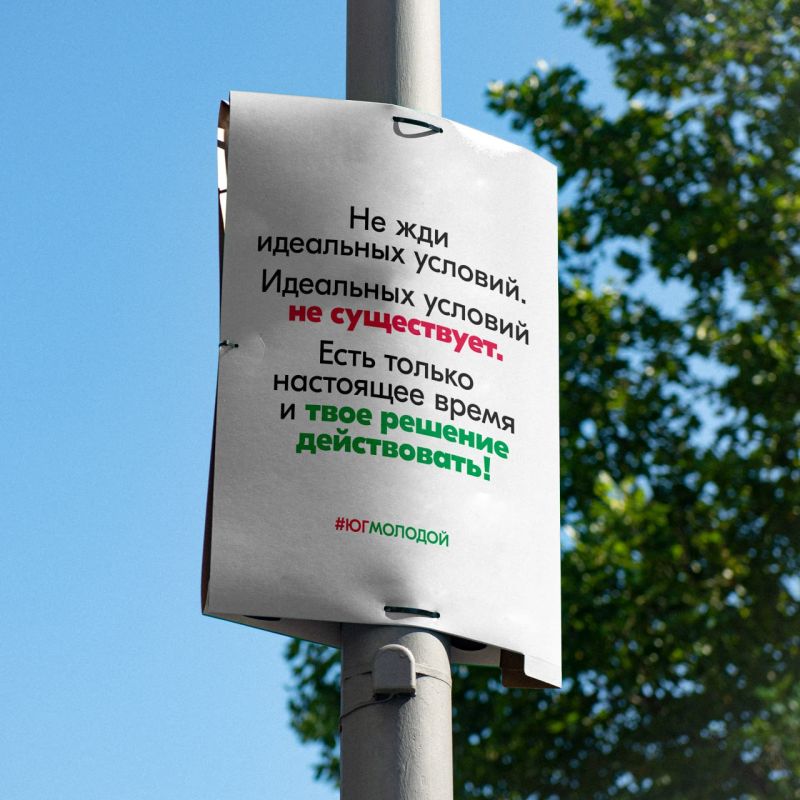 Не жди
идеальных условий.
Идеальных условий
не существует.
Есть только
настоящее время
и твое решение
действовать!
#ЮГМОЛОДОЙ